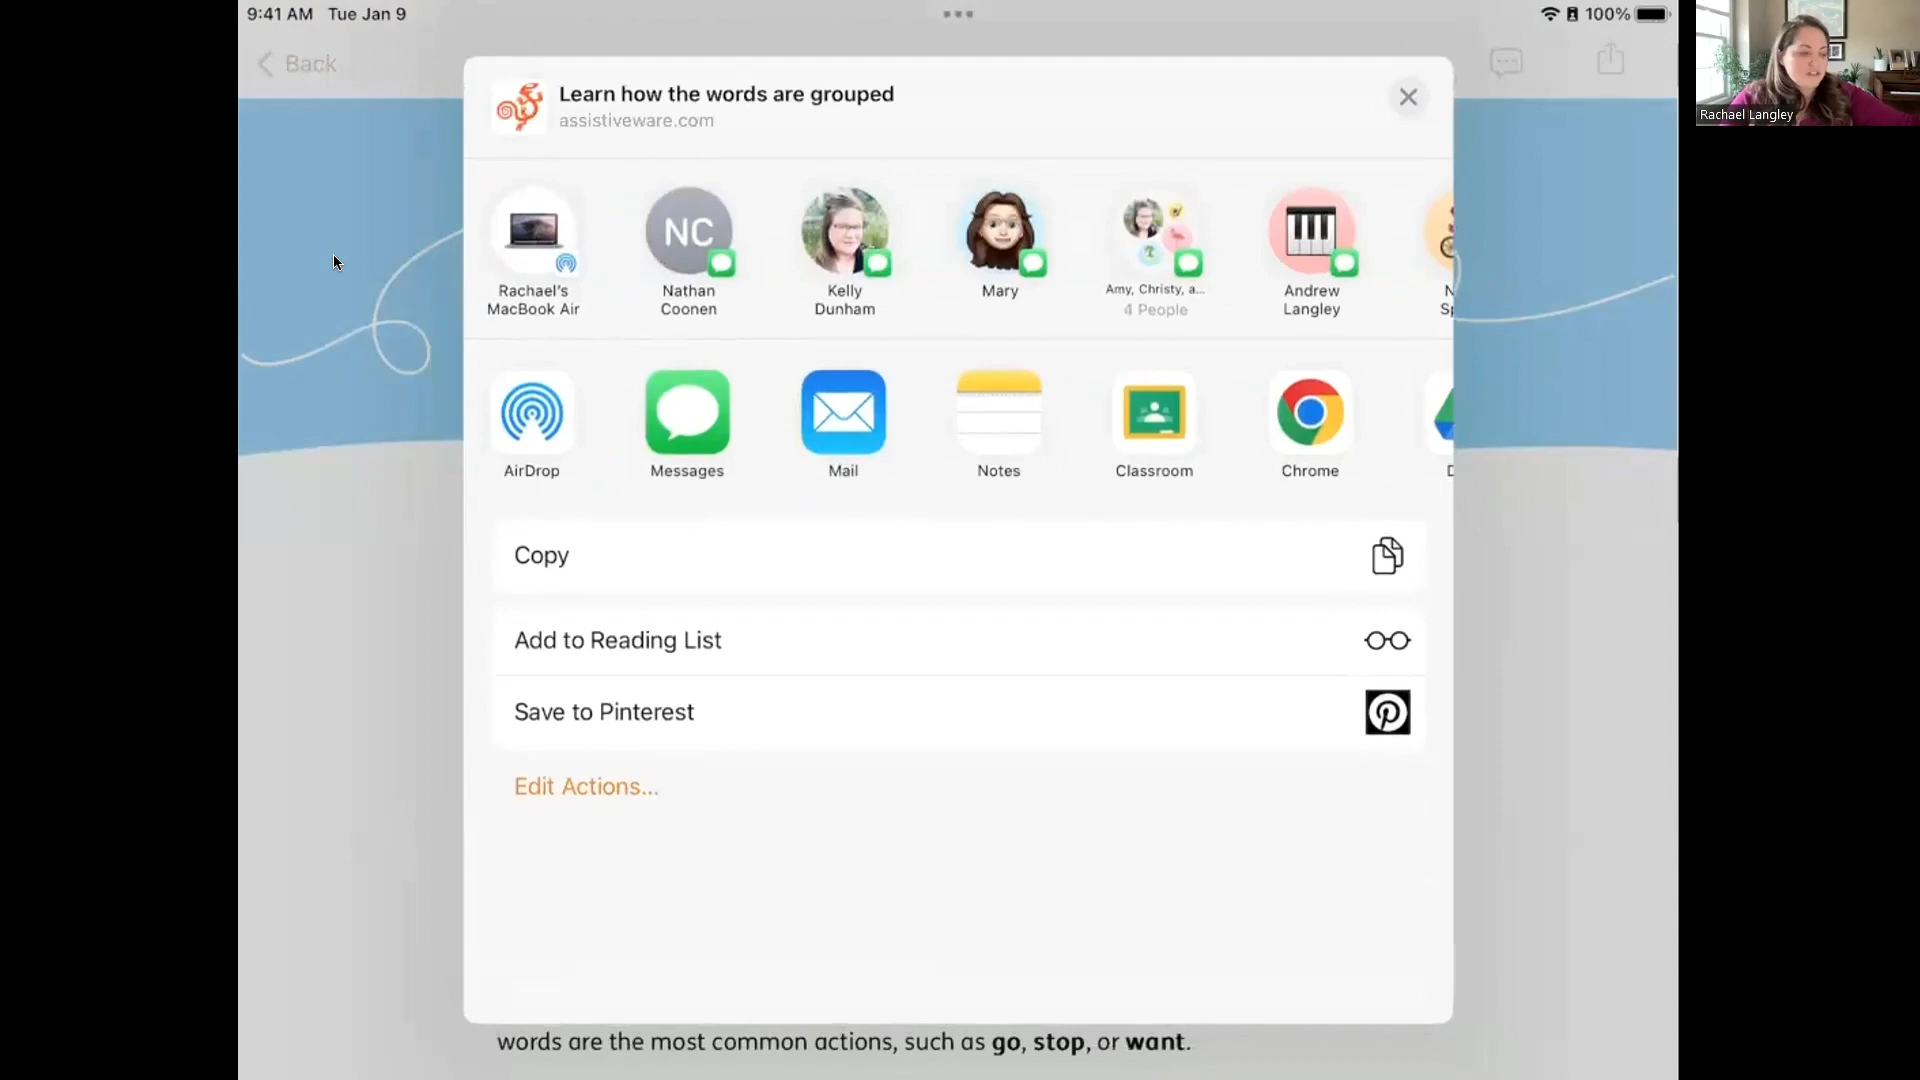 9:41 AM Tue Jan 9
100%
Back
Learn how the words are grouped
assistiveware.com
Rachael Langley
NC
Rachael's
MacBook Air
Nathan
Coonen
Kelly
Dunham
Mary
Amy, Christy, a...
4 People
Andrew
Langley
AirDrop
Messages
Mail
Notes
Classroom
Chrome
Copy
Add to Reading List
Save to Pinterest
Edit Actions...
words are the most common actions, such as go, stop, or want.